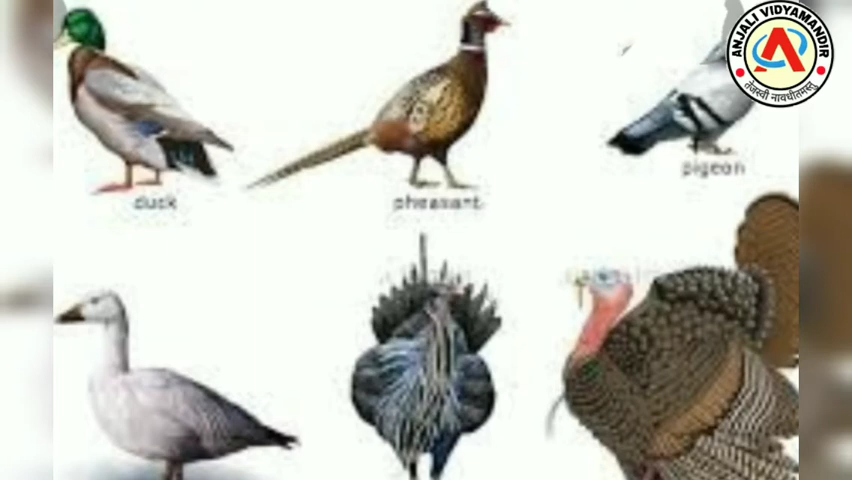 ANJALI VIDYAMANDIR
A
तेजस्वी नावधीतमस्तु
pigeon
duck
pheasant